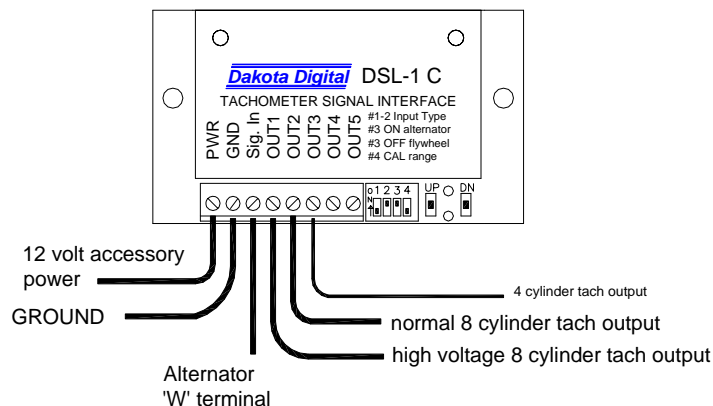 Dakota Digital DSL-1 C
TACHOMETER SIGNAL INTERFACE
PWR
GND
Sig. In
OUT1
OUT2
OUT3
OUT4
OUT5
#1-2 Input Type
#3 ON alternator
#3 OFF flywheel
#4 CAL range
O
N
1 2 3 4
UP
DN
12 volt accessory
power
GROUND
Alternator
'W' terminal
4 cylinder tach output
normal 8 cylinder tach output
high voltage 8 cylinder tach output